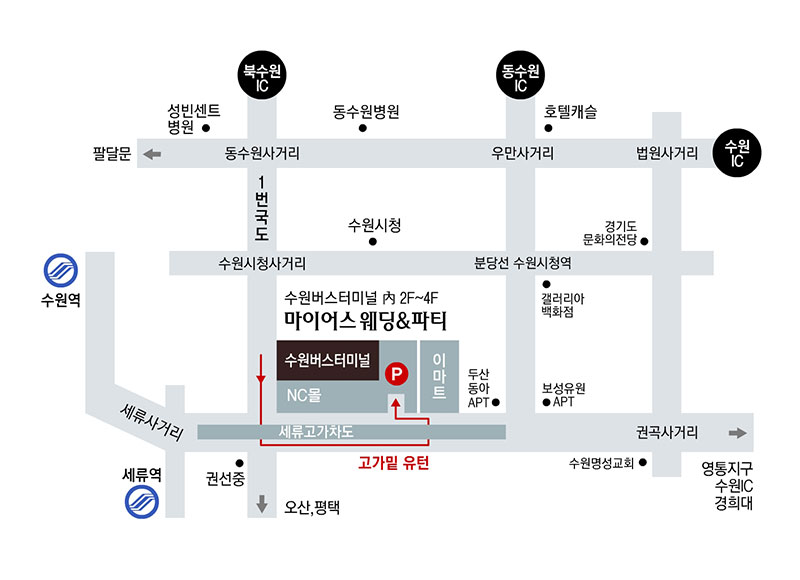 북수원
IC
동수원
IC
성빈센트
병원
동수원병원
호텔캐슬
팔달문
동수원사거리
우만사거리
법원사거리
수원
IC
1번국도
수원시청
경기도
문화의전당
수원시청사거리
분당선 수원시청역
수원역
수원버스터미널 內 2F~4F
마이어스 웨딩&파티
갤러리아
백화점
수원버스터미널
P
이마트
NC몰
두산
동아
APT
보성유원
APT
세류사거리
세류고가차도
권곡사거리
고가밑 유턴
세류역
권선중
수원명성교회
영통지구
수원IC
경희대
오산,평택